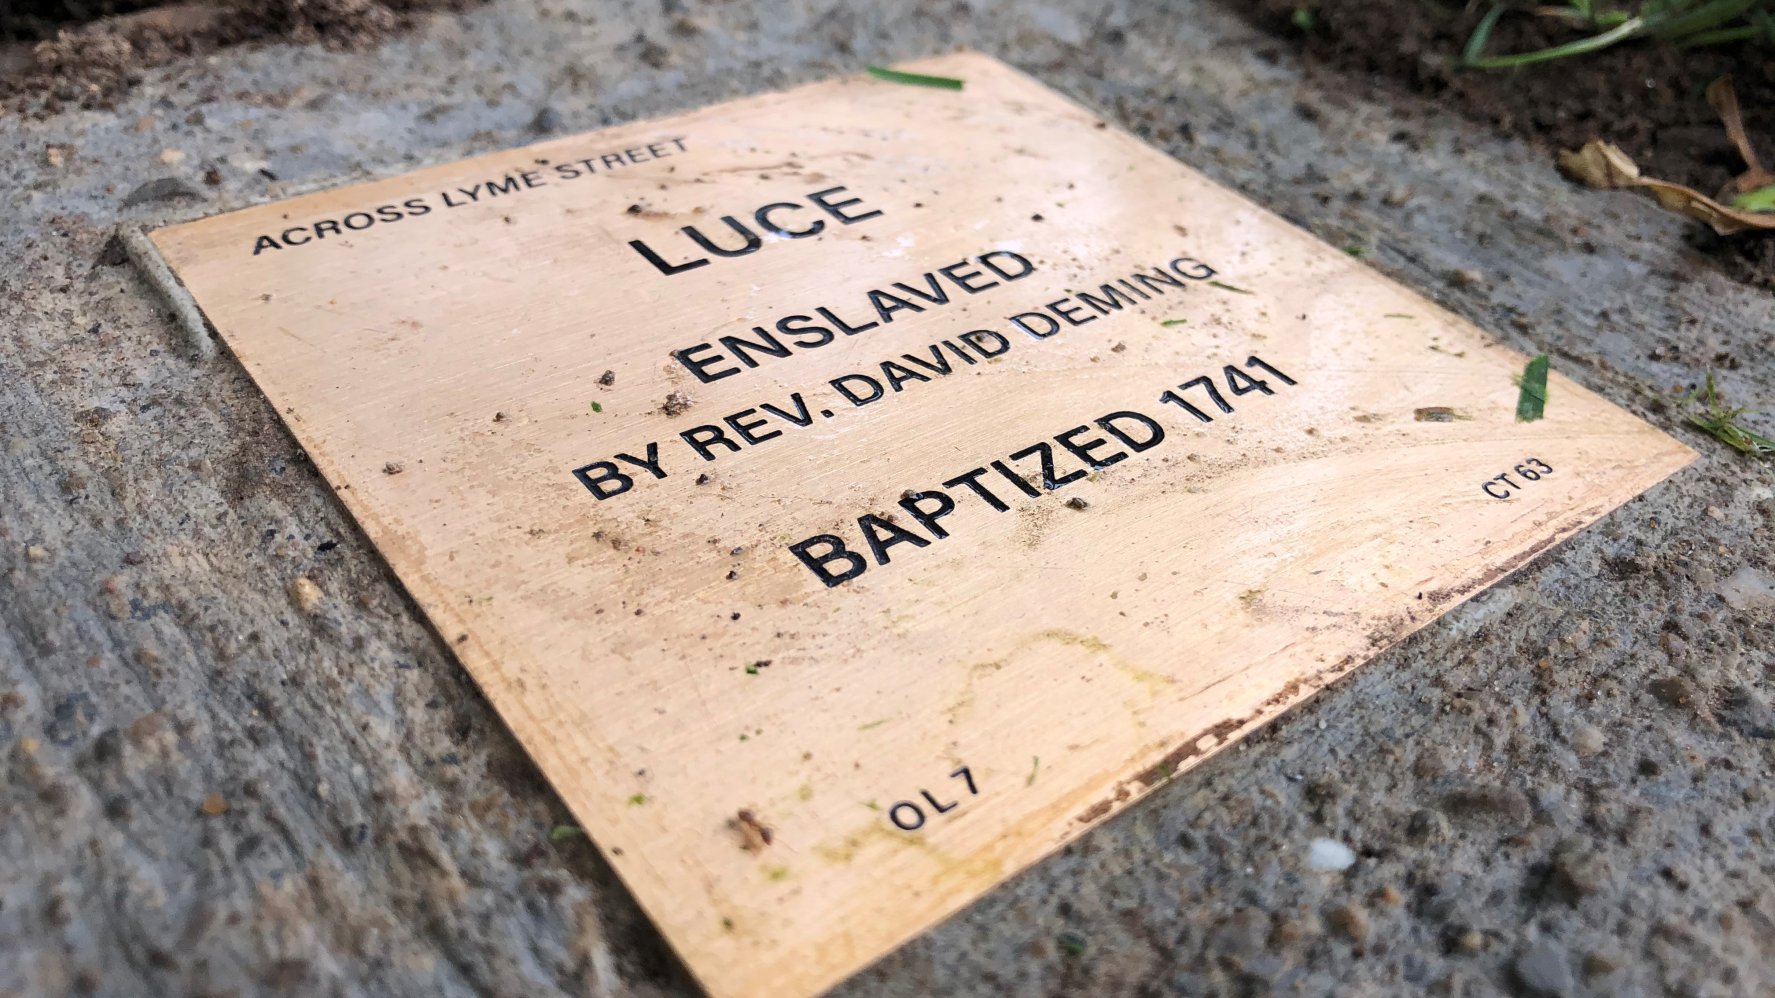 ACROSS LYME STREET
LUCE
ENSLAVED
BY REV. DAVID DEMING
BAPTIZED 1741
CT 63
OL 7